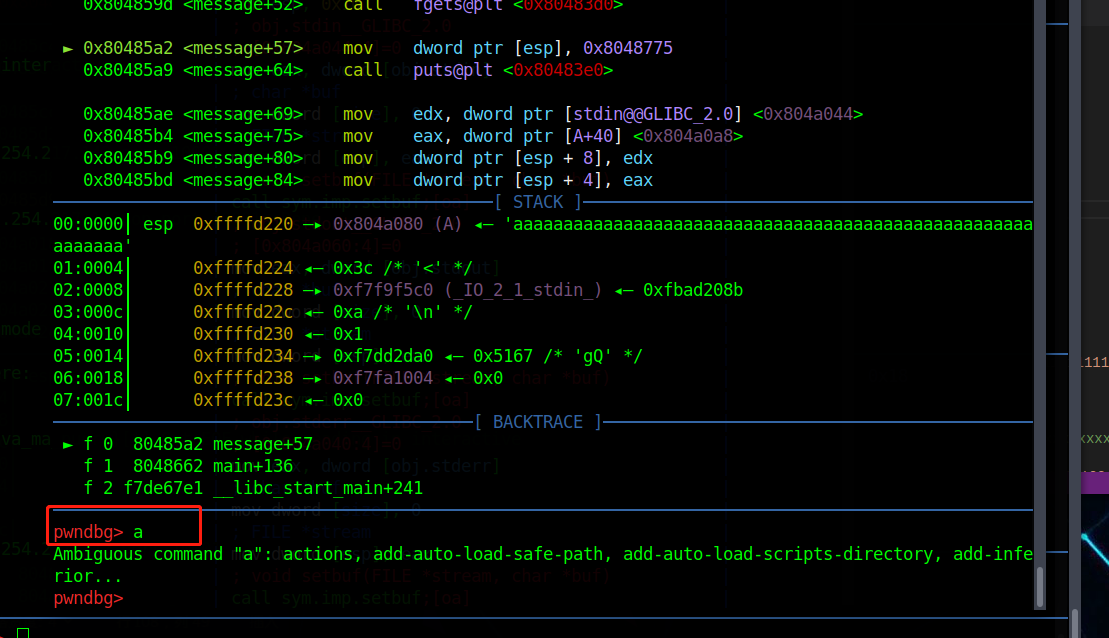 0x804859d <message+52>    call   fgets@plt <0x80483d0>
► 0x80485a2 <message+57>    mov    dword ptr [esp], 0x8048775
0x80485a9 <message+64>    call   puts@plt <0x80483e0>
0x80485ae <message+69>    mov    edx, dword ptr [stdin@@GLIBC_2.0] <0x804a044>
0x80485b4 <message+75>    mov    eax, dword ptr [A+40] <0x804a0a8>
0x80485b9 <message+80>    mov    dword ptr [esp + 8], edx
0x80485bd <message+84>    mov    dword ptr [esp + 4], eax
[ STACK ]
00:0000│ esp  0xffffd220 —▸ 0x804a080 (A) ◂— 'aaaaaaaaaaaaaaaaaaaaaaaaaaaaaaaaaaaaaaaaaaaaaaaaaaaa
aaaaaaa'
01:0004│      0xffffd224 ◂— 0x3c /* '<' */
02:0008│      0xffffd228 —▸ 0xf7f9f5c0 (_IO_2_1_stdin_) ◂— 0xfbad208b
03:000c│      0xffffd22c ◂— 0xa /* '\n' */
04:0010│      0xffffd230 ◂— 0x1
05:0014│      0xffffd234 —▸ 0xf7dd2da0 ◂— 0x5167 /* 'gQ' */
06:0018│      0xffffd238 —▸ 0xf7fa1004 ◂— 0x0
07:001c│      0xffffd23c ◂— 0x0
[ BACKTRACE ]
► f 0  80485a2 message+57
f 1  8048662 main+136
f 2 f7de67e1 __libc_start_main+241
pwndbg> a
Ambiguous command "a": actions, add-auto-load-safe-path, add-auto-load-scripts-directory, add-infe
rior...
pwndbg>